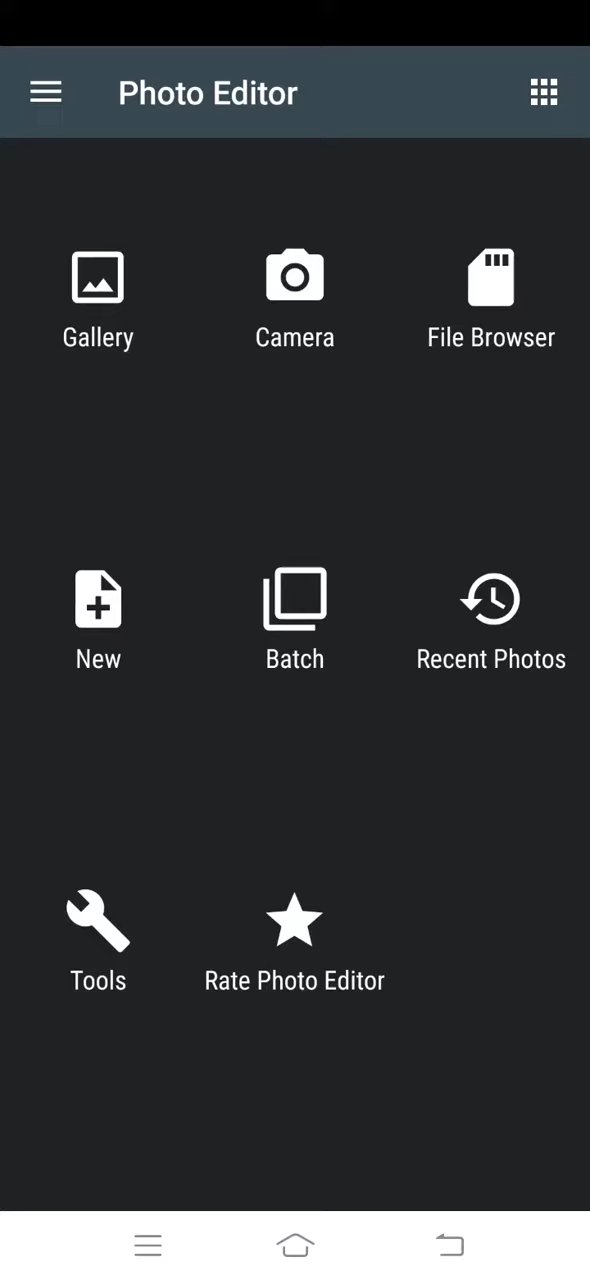 Photo Editor
Gallery
Camera
File Browser
New
Batch
Recent Photos
Tools
Rate Photo Editor